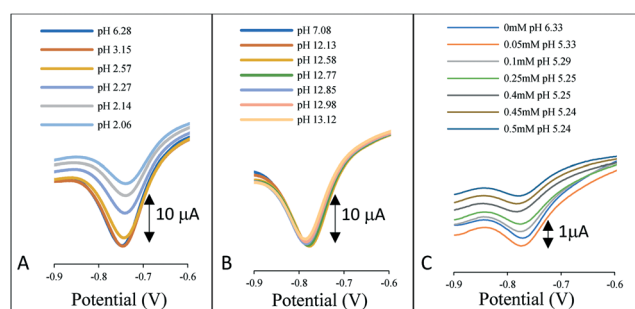 pH 6.28
pH 3.15
pH 2.57
pH 2.27
pH 2.14
pH 2.06
10 µA
A
-0.9
-0.8
-0.7
-0.6
Potential (V)
pH 7.08
pH 12.13
pH 12.58
pH 12.77
pH 12.85
pH 12.98
pH 13.12
10 µA
B
-0.9
-0.8
-0.7
-0.6
Potential (V)
0mM pH 6.33
0.05mM pH 5.33
0.1mM pH 5.29
0.25mM pH 5.25
0.4mM pH 5.25
0.45mM pH 5.24
0.5mM pH 5.24
1µA
C
-0.9
-0.8
-0.7
-0.6
Potential (V)